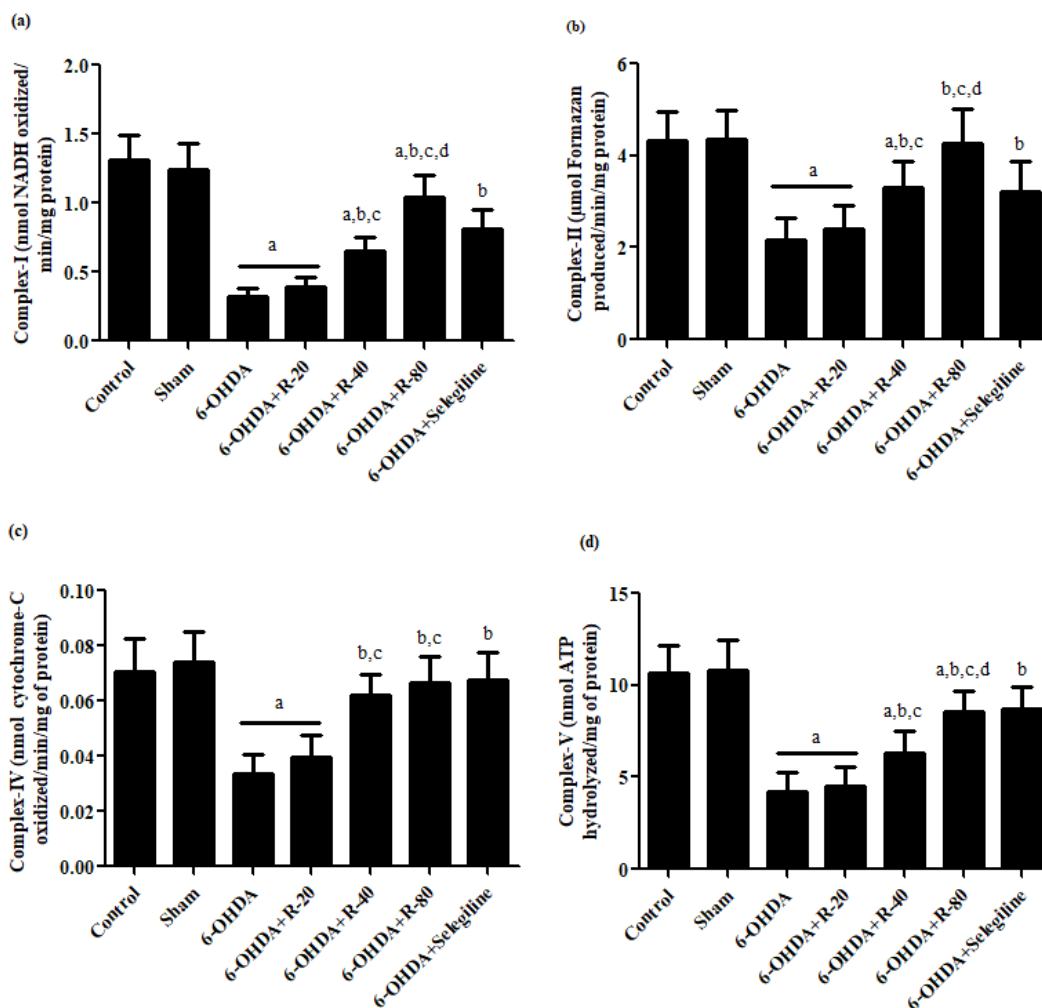 (a)
Complex-I (nmol NADH oxidized/
min/mg protein)
2.0
1.5
1.0
0.5
0.0
a
a,b,c
a,b,c,d
b
Control
Sham
6-OHDA
6-OHDA+R-20
6-OHDA+R-40
6-OHDA+R-80
6-OHDA+Selegiline
(b)
Complex-II (µmol Formazan
produced/min/mg protein)
6
4
2
0
a
a,b,c
b,c,d
b
Control
Sham
6-OHDA
6-OHDA+R-20
6-OHDA+R-40
6-OHDA+R-80
6-OHDA+Selegiline
(c)
Complex-IV (nmol cytochrome-C
oxidized/min/mg of protein)
0.10
0.08
0.06
0.04
0.02
0.00
a
b,c
b,c
b
Control
Sham
6-OHDA
6-OHDA+R-20
6-OHDA+R-40
6-OHDA+R-80
6-OHDA+Selegiline
(d)
Complex-V (nmol ATP
hydrolyzed/mg of protein)
15
10
5
0
a
a,b,c
a,b,c,d
b
Control
Sham
6-OHDA
6-OHDA+R-20
6-OHDA+R-40
6-OHDA+R-80
6-OHDA+Selegiline